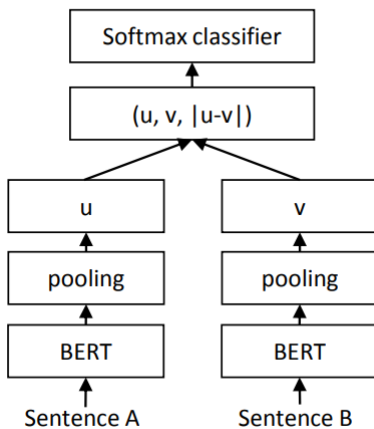 Softmax classifier
(u, v, |u-v|)
u v
pooling pooling
BERT BERT
Sentence A Sentence B